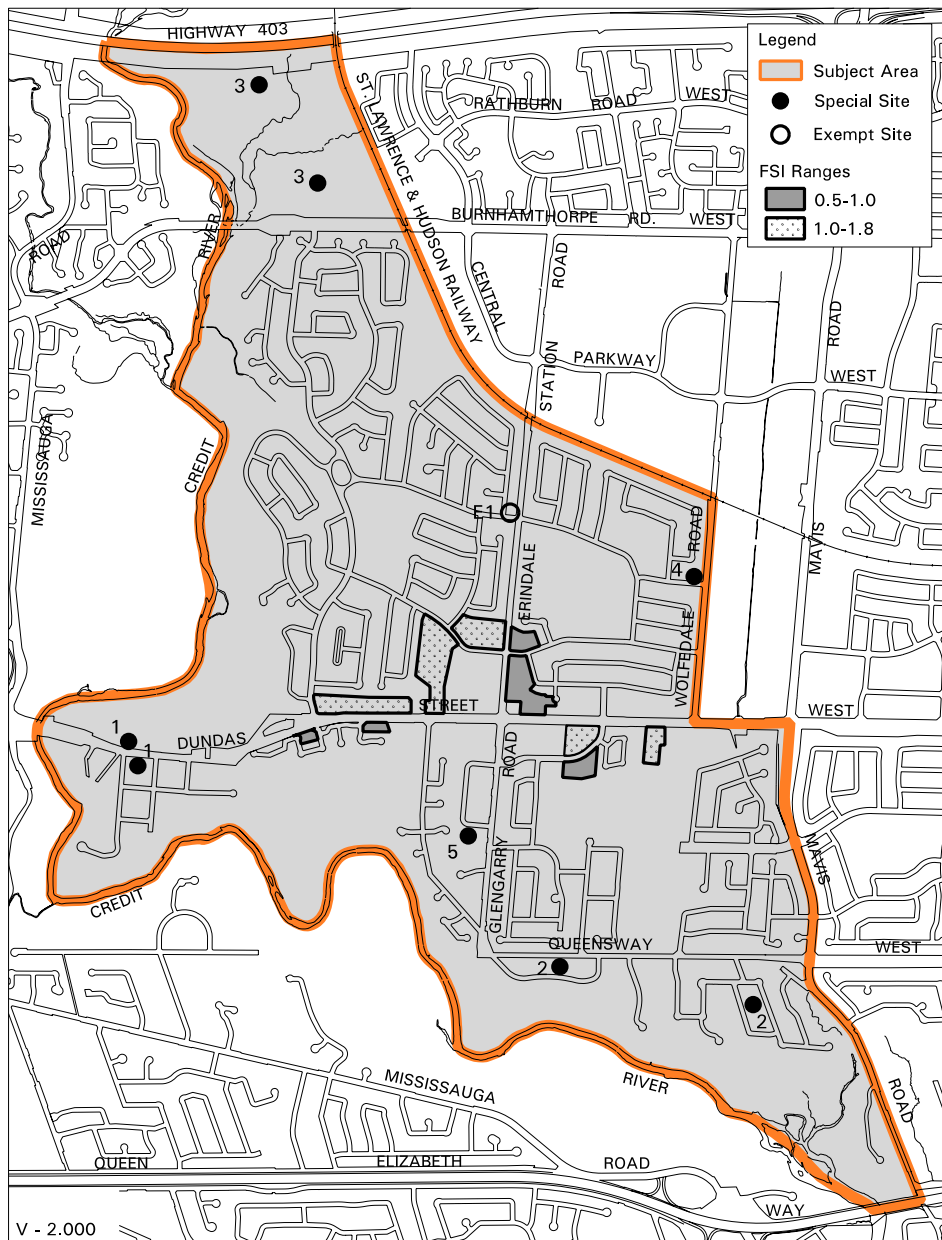 HIGHWAY 403
Legend
Subject Area
Special Site
Exempt Site
FSI Ranges
0.5-1.0
1.0-1.8
3
ST. LAWRENCE & HUDSON RAILWAY
RATHBURN ROAD WEST
3
BURNHAMTHORPE RD. WEST
ROAD
RIVER
CENTRAL
ROAD
PARKWAY
ROAD
WEST
STATION
MISSISSAUGA
CREDIT
E1
ROAD
MAVIS
4
ERINDALE
WOLFEDALE
STREET
WEST
1
DUNDAS
1
ROAD
5
GLENGARRY
MAVIS
CREDIT
QUEENSWAY
WEST
2
2
MISSISSAUGA
RIVER
ROAD
QUEEN
ELIZABETH
ROAD
WAY
V - 2.000